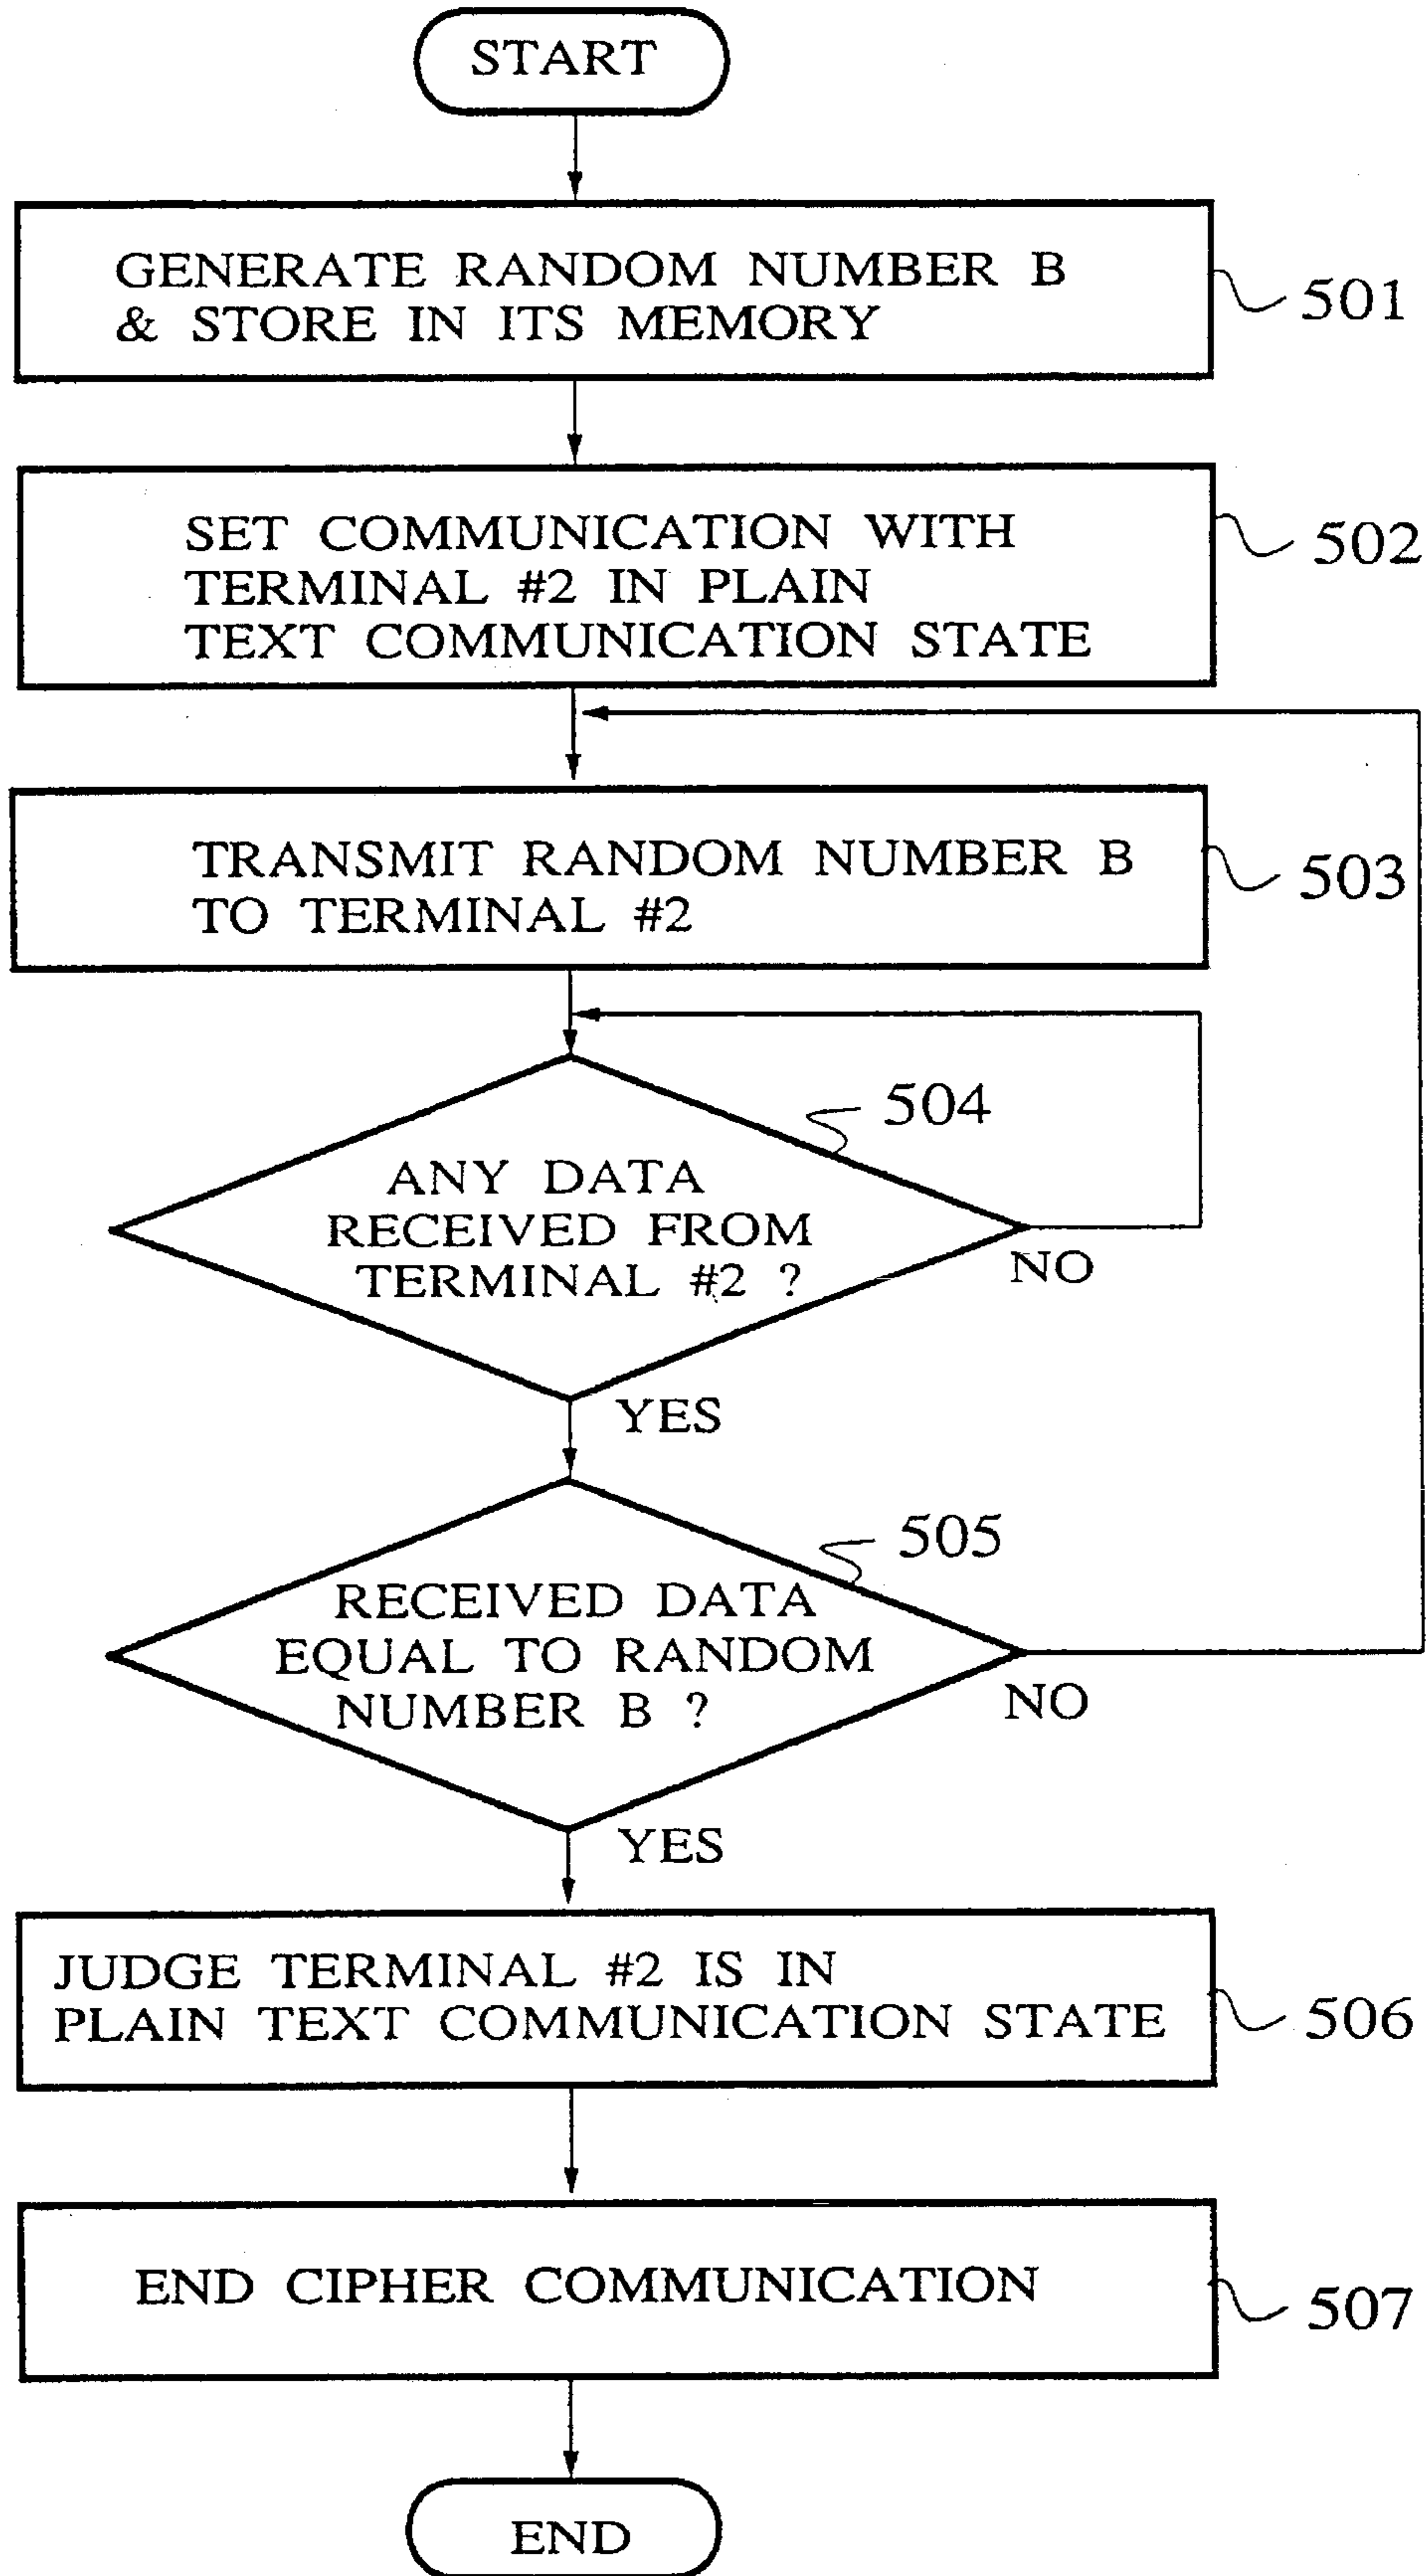 START
GENERATE RANDOM NUMBER B
& STORE IN ITS MEMORY
501
SET COMMUNICATION WITH
TERMINAL #2 IN PLAIN
TEXT COMMUNICATION STATE
502
TRANSMIT RANDOM NUMBER B
TO TERMINAL #2
503
504
ANY DATA
RECEIVED FROM
TERMINAL #2 ?
NO
YES
505
RECEIVED DATA
EQUAL TO RANDOM
NUMBER B ?
NO
YES
JUDGE TERMINAL #2 IS IN
PLAIN TEXT COMMUNICATION STATE
506
END CIPHER COMMUNICATION
507
END